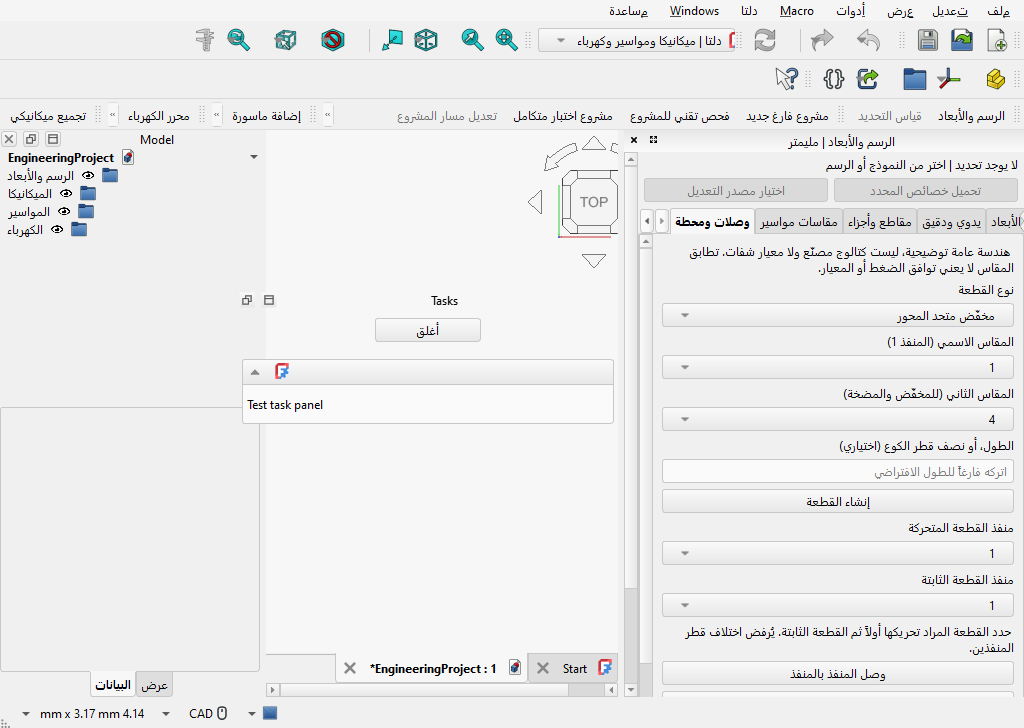 ملف تعديل عرض أدوات Macro دلتا Windows مساعدة
دلتا | ميكانيكا ومواسير وكهرباء
الرسم والأبعاد قياس التحديد مشروع فارغ جديد فحص تقني للمشروع مشروع اختبار متكامل تعديل مسار المشروع » إضافة ماسورة » محرر الكهرباء » تجميع ميكانيكي
Model
EngineeringProject
الرسم والأبعاد
الميكانيكا
المواسير
الكهرباء
البيانات عرض
TOP
Tasks
أغلق
Test task panel
*EngineeringProject : 1
Start
الرسم والأبعاد | مليمتر
لا يوجد تحديد | اختر من النموذج أو الرسم
تحميل خصائص المحدد
اختيار مصدر التعديل
الأبعاد يدوي ودقيق مقاطع وأجزاء مقاسات مواسير وصلات ومحطة
هندسة عامة توضيحية، ليست كتالوج مصنّع ولا معيار شفات. تطابق
المقاس لا يعني توافق الضغط أو المعيار.
نوع القطعة
مخفّض متحد المحور
المقاس الاسمي (المنفذ 1)
1
المقاس الثاني (للمخفّض والمضخة)
4
الطول، أو نصف قطر الكوع (اختياري)
اتركه فارغاً للطول الافتراضي
إنشاء القطعة
منفذ القطعة المتحركة
1
منفذ القطعة الثابتة
1
حدد القطعة المراد تحريكها أولاً ثم القطعة الثابتة. يُرفض اختلاف قطر
المنفذين.
وصل المنفذ بالمنفذ
mm x 3.17 mm 4.14
CAD